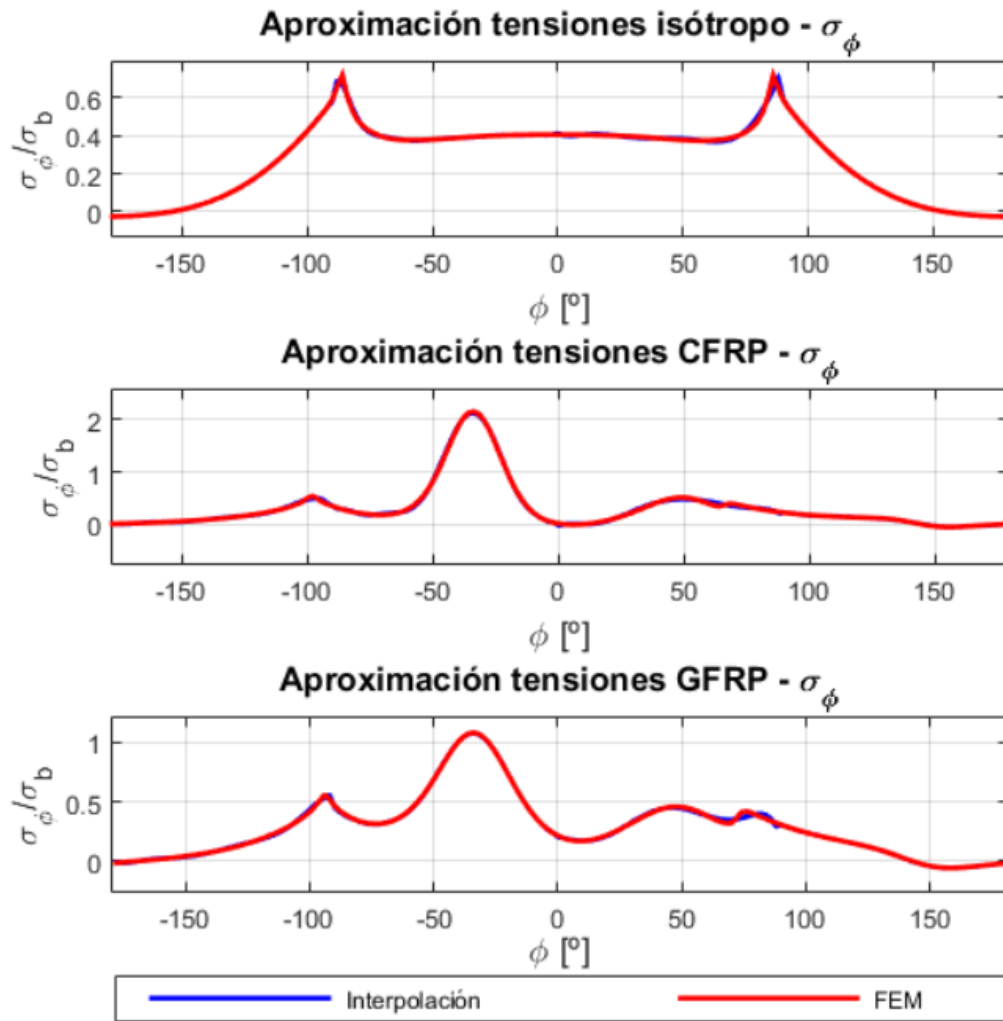 Aproximación tensiones isótropo - σϕ
σϕ/σb
0.6
0.4
0.2
0
-150 -100 -50 0 50 100 150
ϕ [º]
Aproximación tensiones CFRP - σϕ
σϕ/σb
2
1
0
-150 -100 -50 0 50 100 150
ϕ [º]
Aproximación tensiones GFRP - σϕ
σϕ/σb
1
0.5
0
-150 -100 -50 0 50 100 150
ϕ [º]
Interpolación FEM